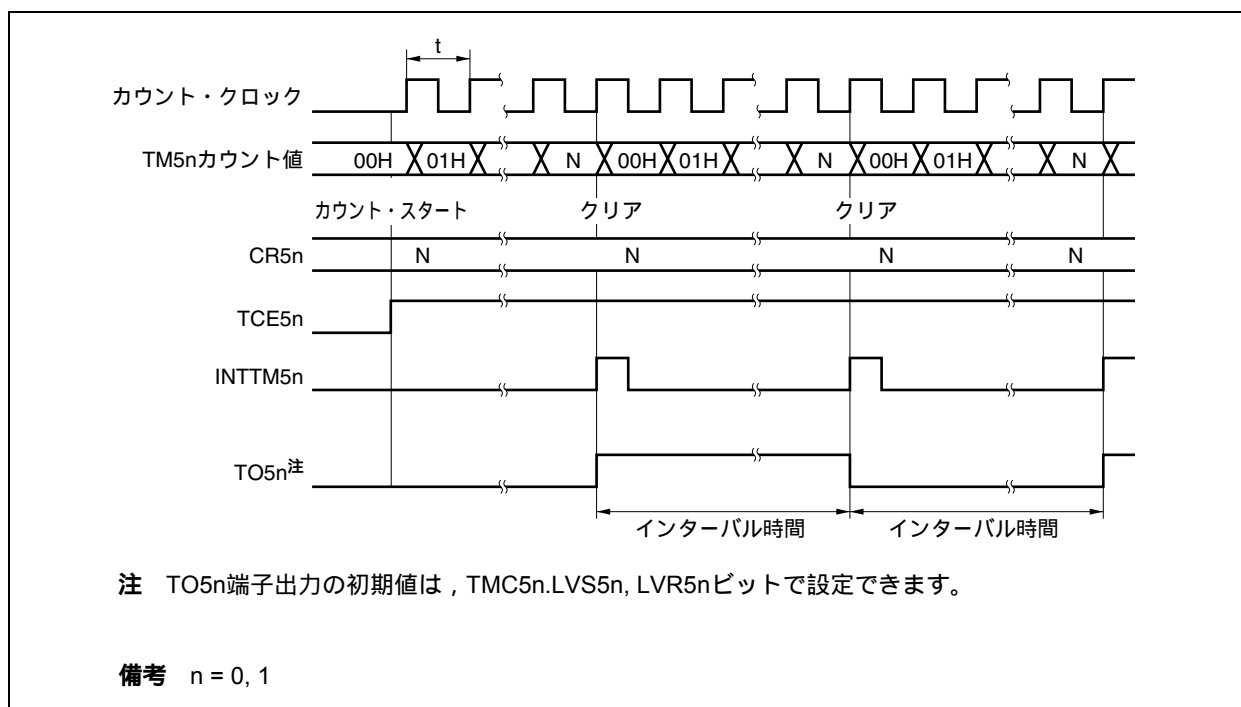 t
カウント・クロック
TM5nカウント値 00H 01H N 00H 01H N 00H 01H N
カウント・スタート クリア クリア
CR5n N N N N
TCE5n
INTTM5n
TO5n注
インターバル時間 インターバル時間
注 TO5n端子出力の初期値は，TMC5n.LVS5n, LVR5nビットで設定できます。
備考 n = 0, 1